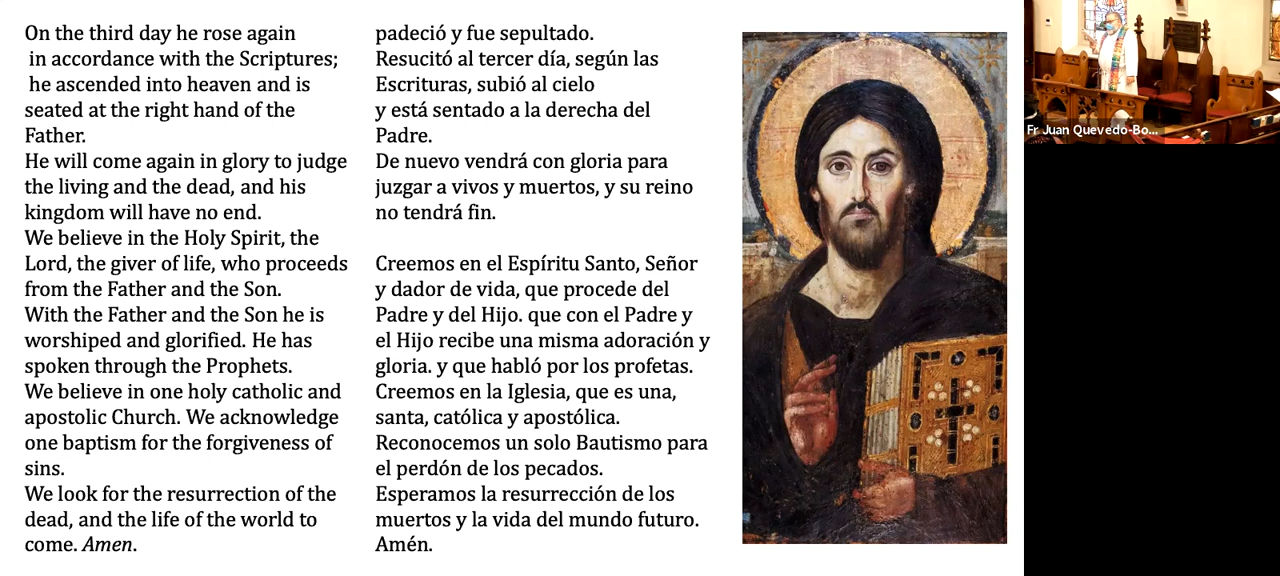 On the third day he rose again
in accordance with the Scriptures;
he ascended into heaven and is
seated at the right hand of the
Father.
He will come again in glory to judge
the living and the dead, and his
kingdom will have no end.
We believe in the Holy Spirit, the
Lord, the giver of life, who proceeds
from the Father and the Son.
With the Father and the Son he is
worshiped and glorified. He has
spoken through the Prophets.
We believe in one holy catholic and
apostolic Church. We acknowledge
one baptism for the forgiveness of
sins.
We look for the resurrection of the
dead, and the life of the world to
come. Amen.
padeció y fue sepultado.
Resucitó al tercer día, según las
Escrituras, subió al cielo
y está sentado a la derecha del
Padre.
De nuevo vendrá con gloria para
juzgar a vivos y muertos, y su reino
no tendrá fin.
Creemos en el Espíritu Santo, Señor
y dador de vida, que procede del
Padre y del Hijo. que con el Padre y
el Hijo recibe una misma adoración y
gloria. y que habló por los profetas.
Creemos en la Iglesia, que es una,
santa, católica y apostólica.
Reconocemos un solo Bautismo para
el perdón de los pecados.
Esperamos la resurrección de los
muertos y la vida del mundo futuro.
Amén.
Fr Juan Quevedo-Bo...